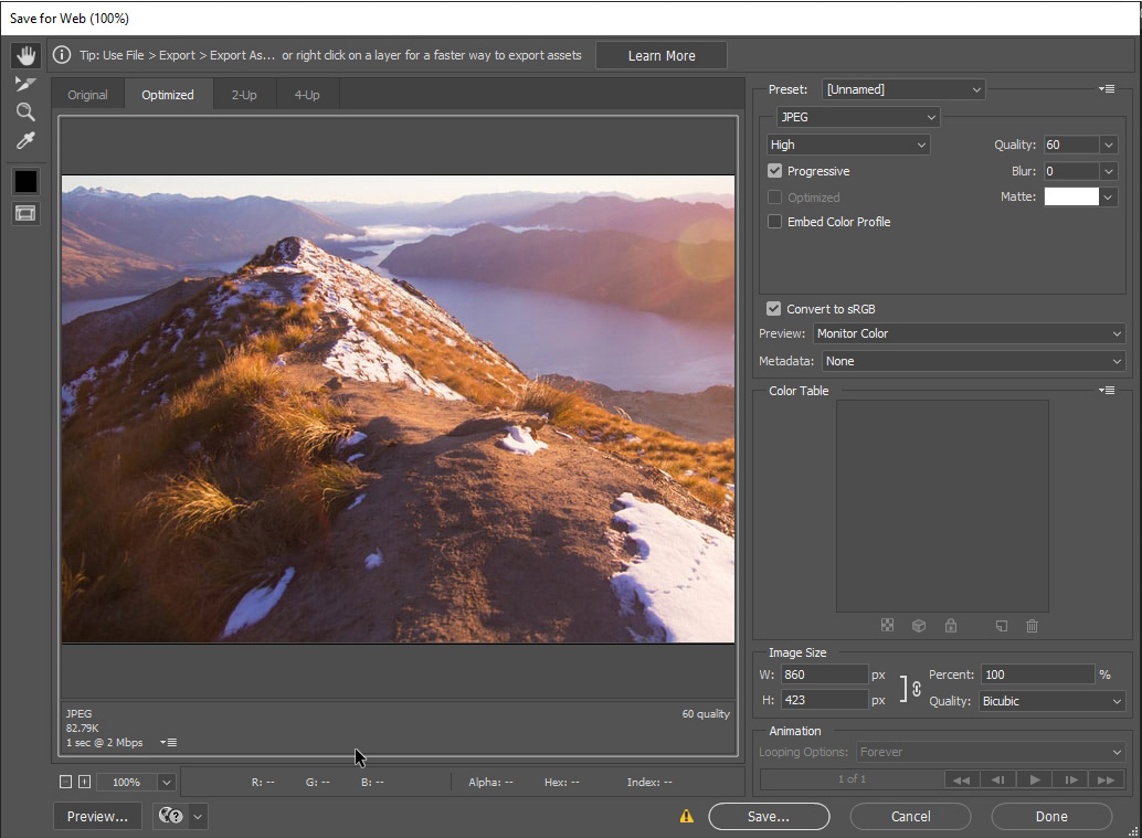 Save for Web (100%)
Tip: Use File > Export > Export As...  or right click on a layer for a faster way to export assets
Learn More
Original
Optimized
2-Up
4-Up
Preset:
[Unnamed]
JPEG
High
Quality:
60
Progressive
Blur:
0
Optimized
Matte:
Embed Color Profile
Convert to sRGB
Preview:
Monitor Color
Metadata:
None
Color Table
Image Size
W:
860
px
Percent:
100
%
H:
423
px
Quality:
Bicubic
JPEG
60 quality
82.79K
1 sec @ 2 Mbps
Animation
Looping Options:
Forever
1 of 1
100%
R: --
G: --
B: --
Alpha: --
Hex: --
Index: --
Preview...
Save...
Cancel
Done